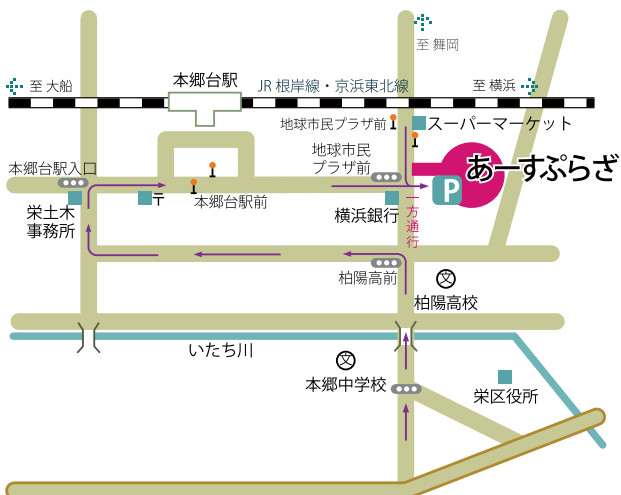 至 舞岡
本郷台駅
至 大船
JR 根岸線・京浜東北線
至 横浜
地球市民プラザ前
スーパーマーケット
地球市民
プラザ前
あーすぷらざ
本郷台駅入口
P
本郷台駅前
〒
栄土木
事務所
横浜銀行
一方通行
文
柏陽高前
柏陽高校
いたち川
文
本郷中学校
栄区役所